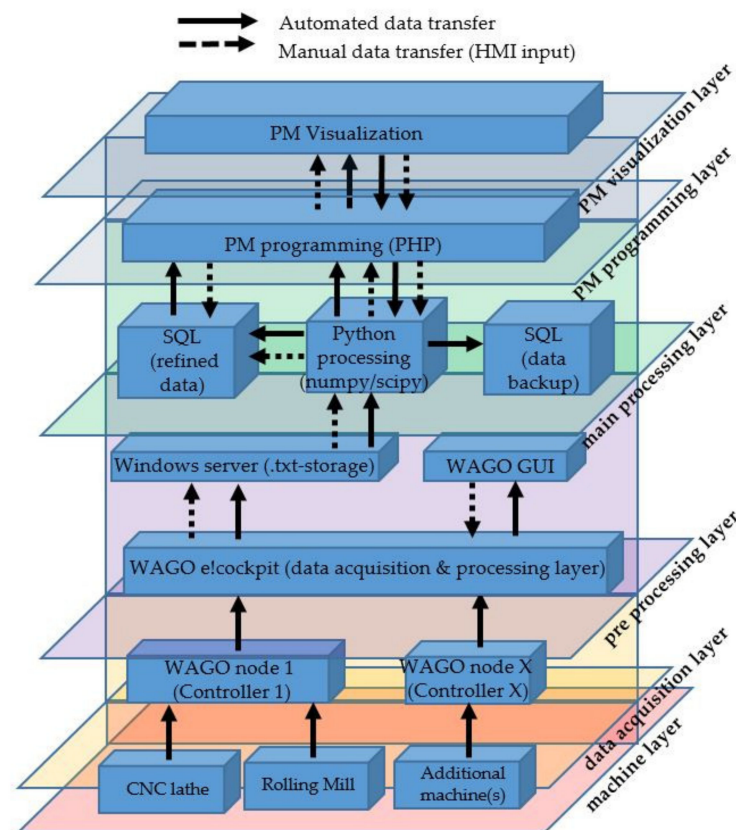 Automated data transfer
Manual data transfer (HMI input)
PM Visualization
PM visualization layer
PM programming (PHP)
PM programming layer
SQL
(refined
data)
Python
processing
(numpy/scipy)
SQL
(data
backup)
main processing layer
Windows server (.txt-storage)
WAGO GUI
WAGO e!cockpit (data acquisition & processing layer)
pre processing layer
WAGO node 1
(Controller 1)
WAGO node X
(Controller X)
data acquisition layer
CNC lathe
Rolling Mill
Additional
machine(s)
machine layer